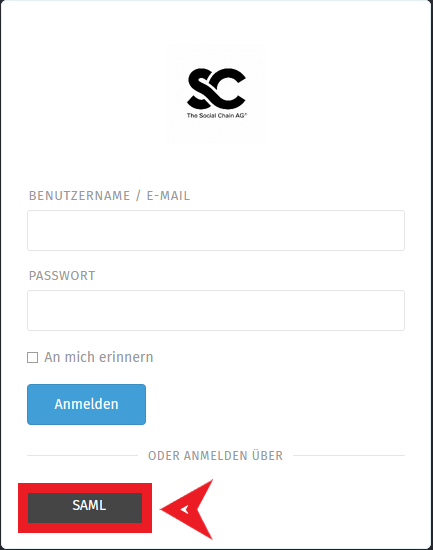 SC
The Social Chain AG®
BENUTZERNAME / E-MAIL
PASSWORT
An mich erinnern
Anmelden
ODER ANMELDEN ÜBER
SAML